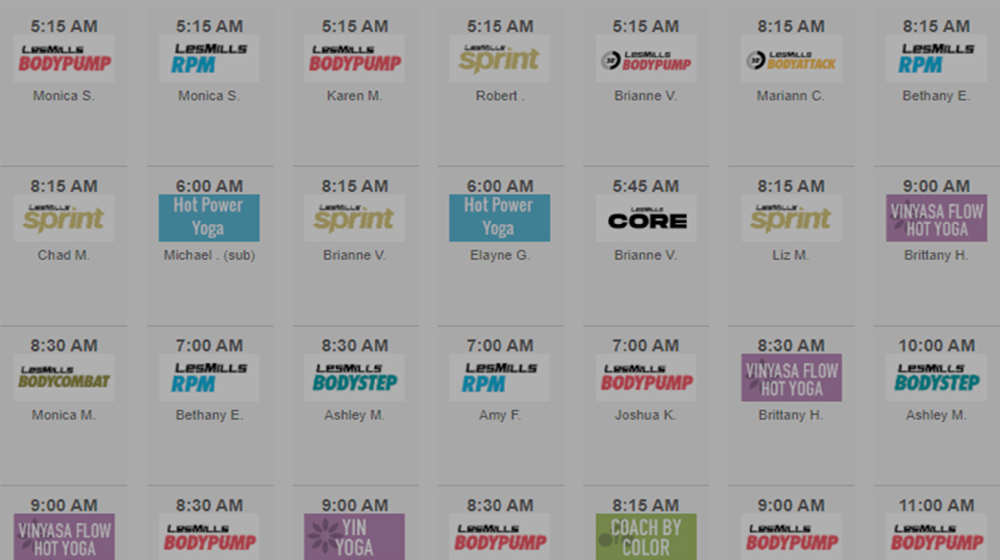 5:15 AM 5:15 AM 5:15 AM 5:15 AM 5:15 AM 8:15 AM 8:15 AM
LESMILLS LESMILLS LESMILLS LESMILLS 30 LESMILLS 30 LESMILLS LESMILLS
BODYPUMP RPM BODYPUMP sprint BODYPUMP BODYATTACK RPM
Monica S. Monica S. Karen M. Robert . Brianne V. Mariann C. Bethany E.
8:15 AM 6:00 AM 8:15 AM 6:00 AM 5:45 AM 8:15 AM 9:00 AM
LESMILLS Hot Power LESMILLS Hot Power LESMILLS LESMILLS VINYASA FLOW
sprint Yoga sprint Yoga CORE sprint HOT YOGA
Chad M. Michael . (sub) Brianne V. Elayne G. Brianne V. Liz M. Brittany H.
8:30 AM 7:00 AM 8:30 AM 7:00 AM 7:00 AM 8:30 AM 10:00 AM
LESMILLS LESMILLS LESMILLS LESMILLS LESMILLS VINYASA FLOW LESMILLS
BODYCOMBAT RPM BODYSTEP RPM BODYPUMP HOT YOGA BODYSTEP
Monica M. Bethany E. Ashley M. Amy F. Joshua K. Brittany H. Ashley M.
9:00 AM 8:30 AM 9:00 AM 8:30 AM 8:15 AM 9:00 AM 11:00 AM
VINYASA FLOW LESMILLS YIN LESMILLS COACH BY LESMILLS LESMILLS
HOT YOGA BODYPUMP YOGA BODYPUMP COLOR BODYPUMP BODYPUMP